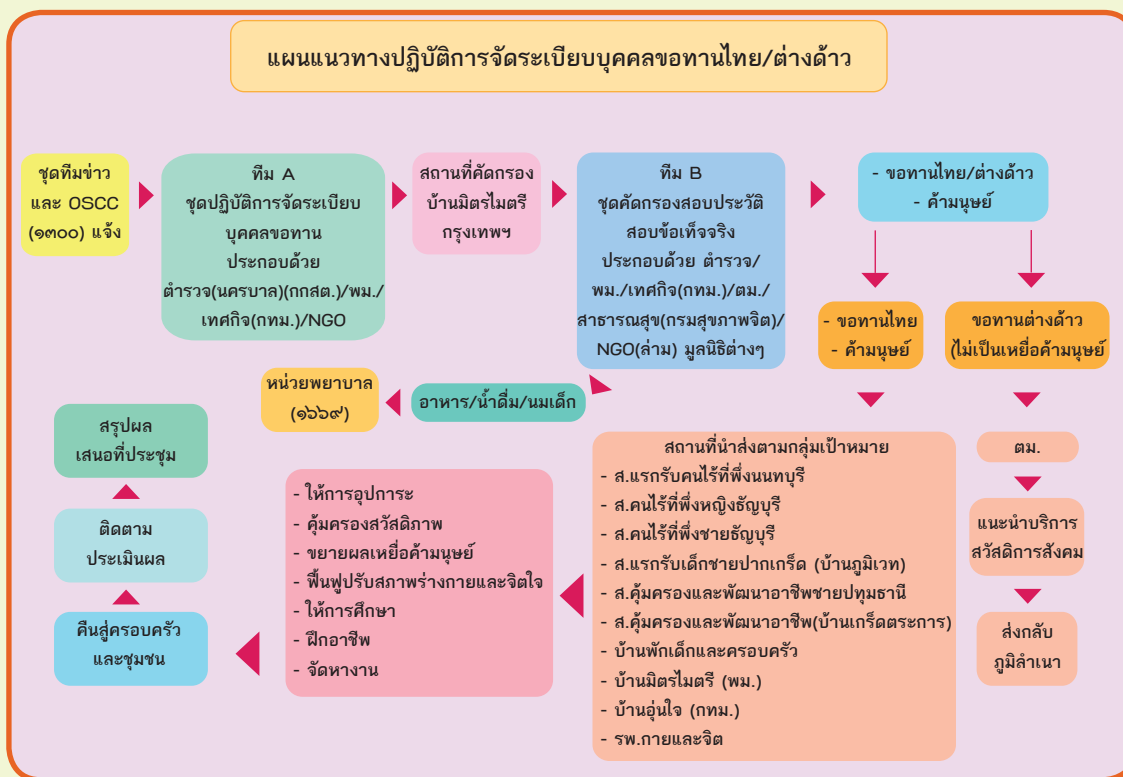 แผนแนวทางปฏิบัติการจัดระเบียบบุคคลขอทานไทย/ต่างด้าว
ชุดทีมข่าว
และ OSCC
(๑๓๐๐) แจ้ง
ทีม A
ชุดปฏิบัติการจัดระเบียบ
บุคคลขอทาน
ประกอบด้วย
ตำรวจ(นครบาล)(กกสต.)/พม./
เทศกิจ(กทม.)/NGO
สถานที่คัดกรอง
บ้านมิตรไมตรี
กรุงเทพฯ
ทีม B
ชุดคัดกรองสอบประวัติ
สอบข้อเท็จจริง
ประกอบด้วย ตำรวจ/
พม./เทศกิจ(กทม.)/ตม./
สาธารณสุข(กรมสุขภาพจิต)/
NGO(ล่าม) มูลนิธิต่างๆ
- ขอทานไทย/ต่างด้าว
- ค้ามนุษย์
- ขอทานไทย
- ค้ามนุษย์
ขอทานต่างด้าว
(ไม่เป็นเหยื่อค้ามนุษย์
อาหาร/น้ำดื่ม/นมเด็ก
หน่วยพยาบาล
(๑๖๖๙)
สถานที่นำส่งตามกลุ่มเป้าหมาย
- ส.แรกรับคนไร้ที่พึ่งนนทบุรี
- ส.คนไร้ที่พึ่งหญิงธัญบุรี
- ส.คนไร้ที่พึ่งชายธัญบุรี
- ส.แรกรับเด็กชายปากเกร็ด (บ้านภูมิเวท)
- ส.คุ้มครองและพัฒนาอาชีพชายปทุมธานี
- ส.คุ้มครองและพัฒนาอาชีพ(บ้านเกร็ดตระการ)
- บ้านพักเด็กและครอบครัว
- บ้านมิตรไมตรี (พม.)
- บ้านอุ่นใจ (กทม.)
- รพ.กายและจิต
ตม.
แนะนำบริการ
สวัสดิการสังคม
ส่งกลับ
ภูมิลำเนา
- ให้การอุปการะ
- คุ้มครองสวัสดิภาพ
- ขยายผลเหยื่อค้ามนุษย์
- ฟื้นฟูปรับสภาพร่างกายและจิตใจ
- ให้การศึกษา
- ฝึกอาชีพ
- จัดหางาน
คืนสู่ครอบครัว
และชุมชน
ติดตาม
ประเมินผล
สรุปผล
เสนอที่ประชุม